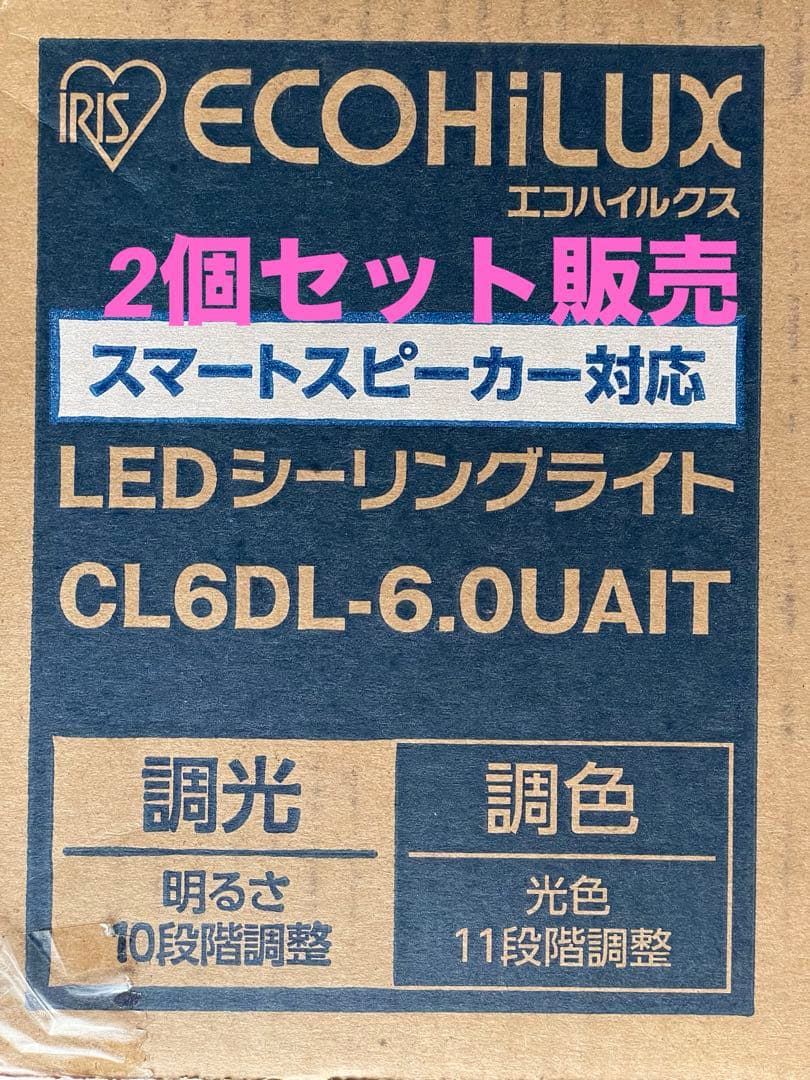 IRIS ECOHiLUX
エコハイルクス
2個セット販売
スマートスピーカー対応
LEDシーリングライト
CL6DL-6.0UAIT
調光
明るさ
10段階調整
調色
光色
11段階調整